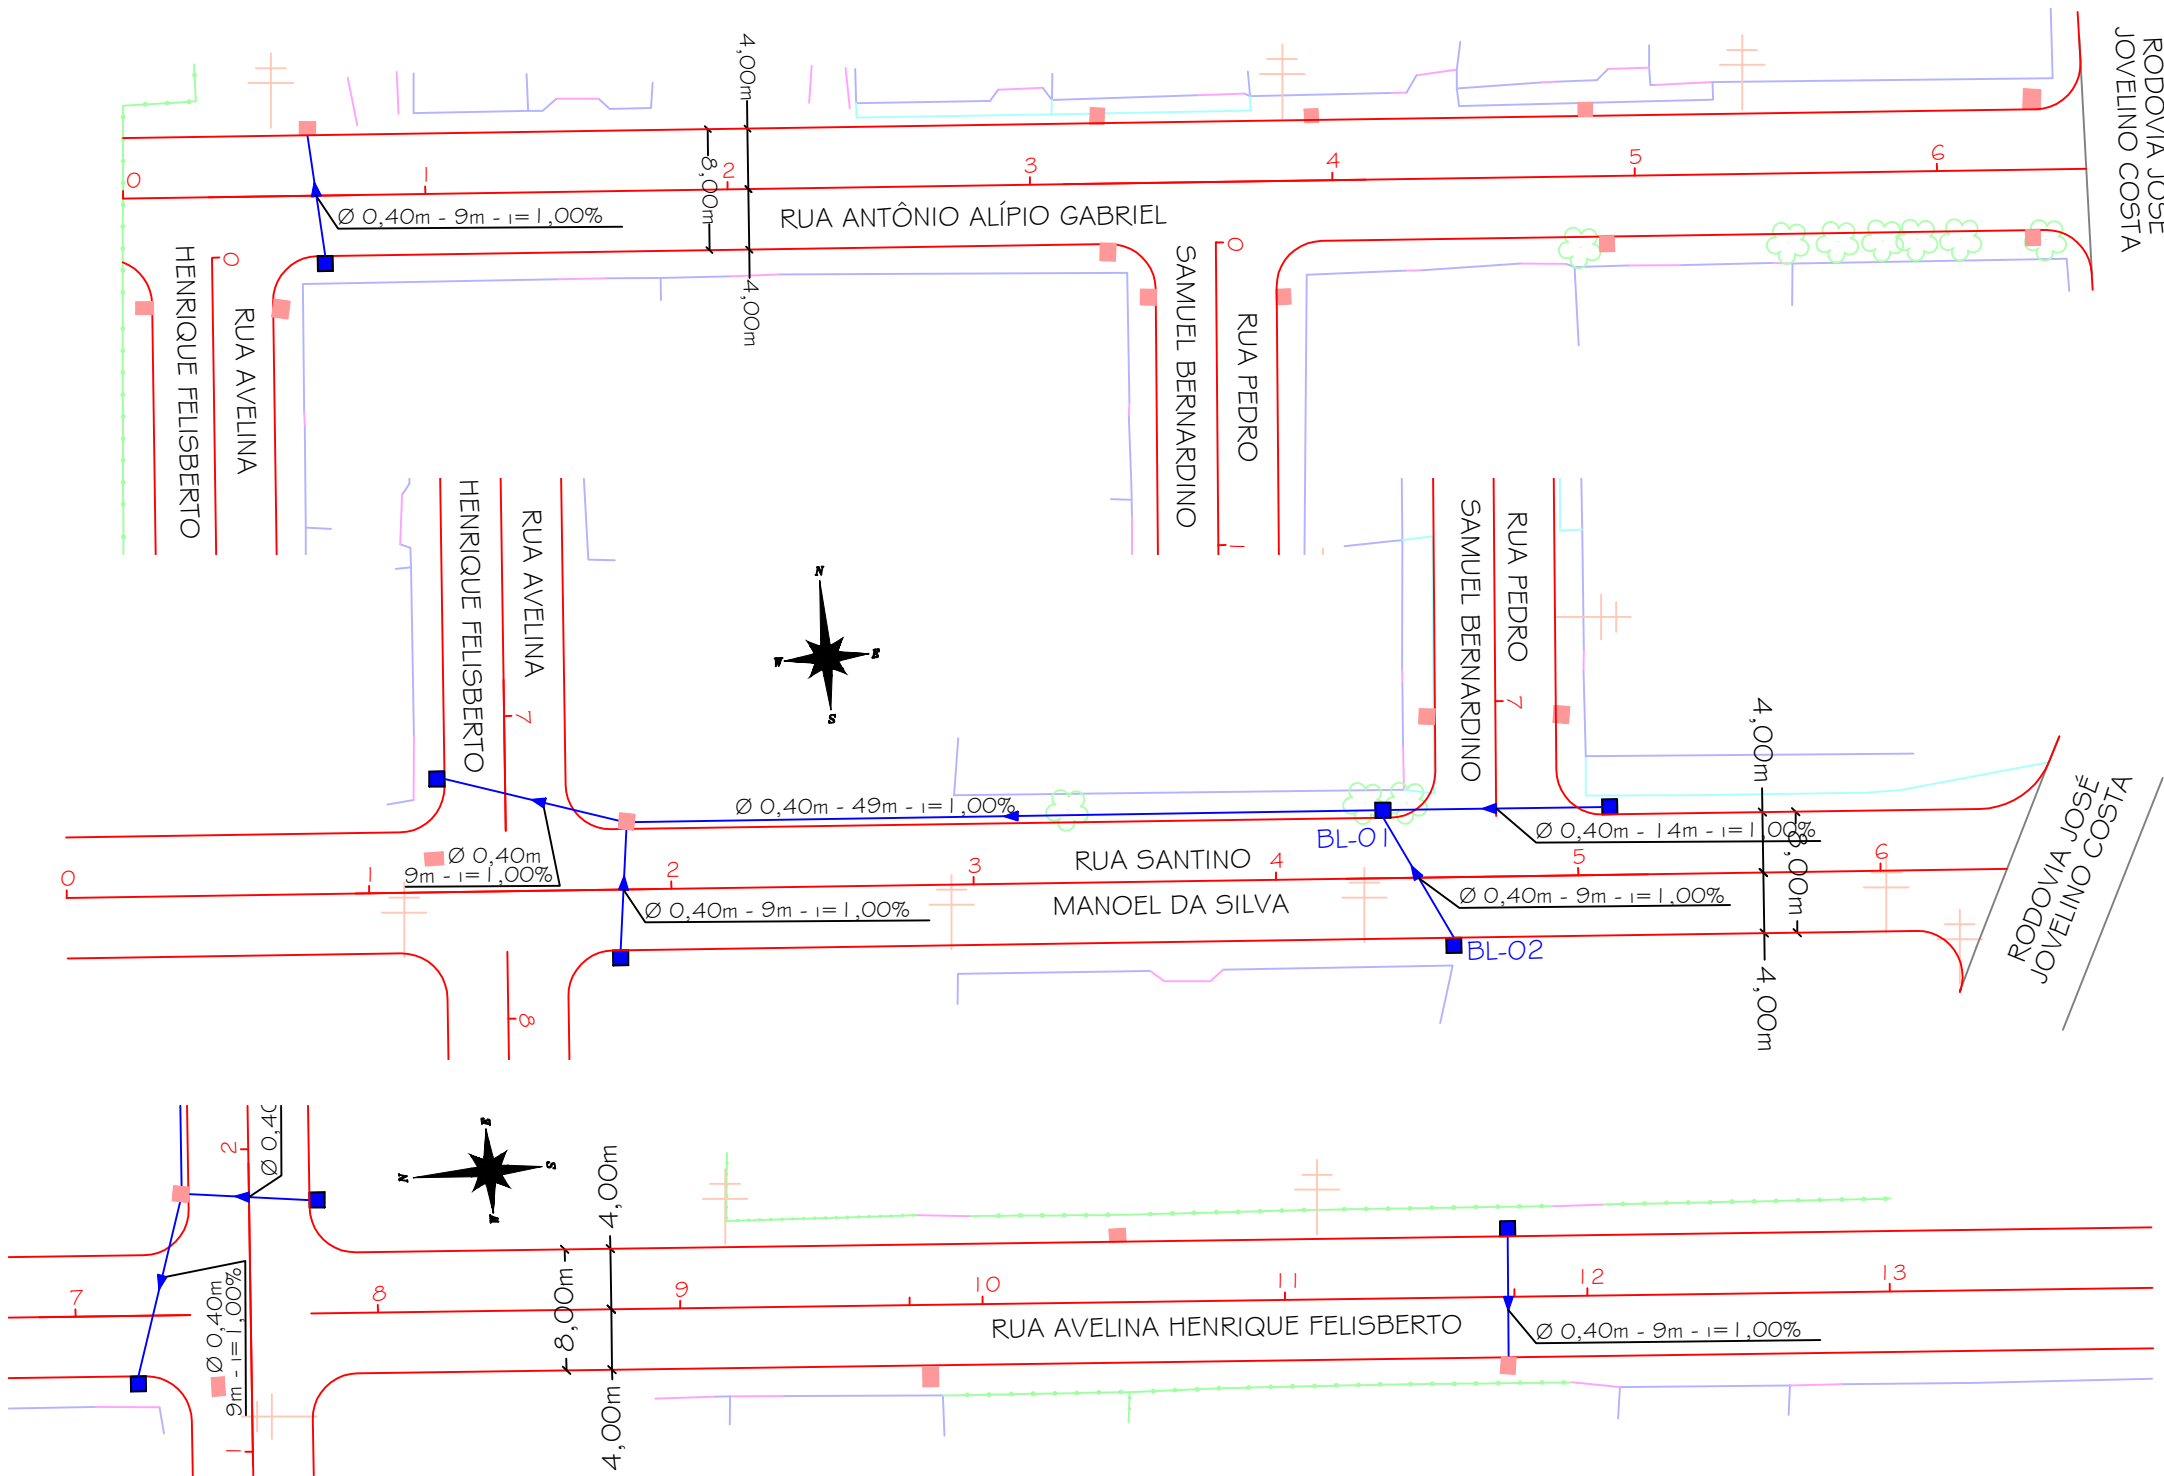 4,00m
RODOVIA JOSÉ
JOVELINO COSTA
0
1
2
3
4
5
6
8,00m
Ø 0,40m - 9m - i=1,00%
RUA ANTÔNIO ALÍPIO GABRIEL
4,00m
0
HENRIQUE FELISBERTO
RUA AVELINA
0
SAMUEL BERNARDINO
RUA PEDRO
1
HENRIQUE FELISBERTO
RUA AVELINA
7
N
W
E
S
SAMUEL BERNARDINO
RUA PEDRO
7
4,00m
Ø 0,40m - 49m - i=1,00%
BL-01
Ø 0,40m - 14m - i=1,00%
8,00m
RODOVIA JOSÉ
JOVELINO COSTA
Ø 0,40m
9m - i=1,00%
RUA SANTINO
MANOEL DA SILVA
0
1
2
3
4
5
6
Ø 0,40m - 9m - i=1,00%
Ø 0,40m - 9m - i=1,00%
BL-02
4,00m
8
2
Ø 0,40
N
E
S
W
4,00m
8,00m
4,00m
7
8
9
10
11
12
13
RUA AVELINA HENRIQUE FELISBERTO
Ø 0,40m - 9m - i=1,00%
Ø 0,40m
9m - i=1,00%
1